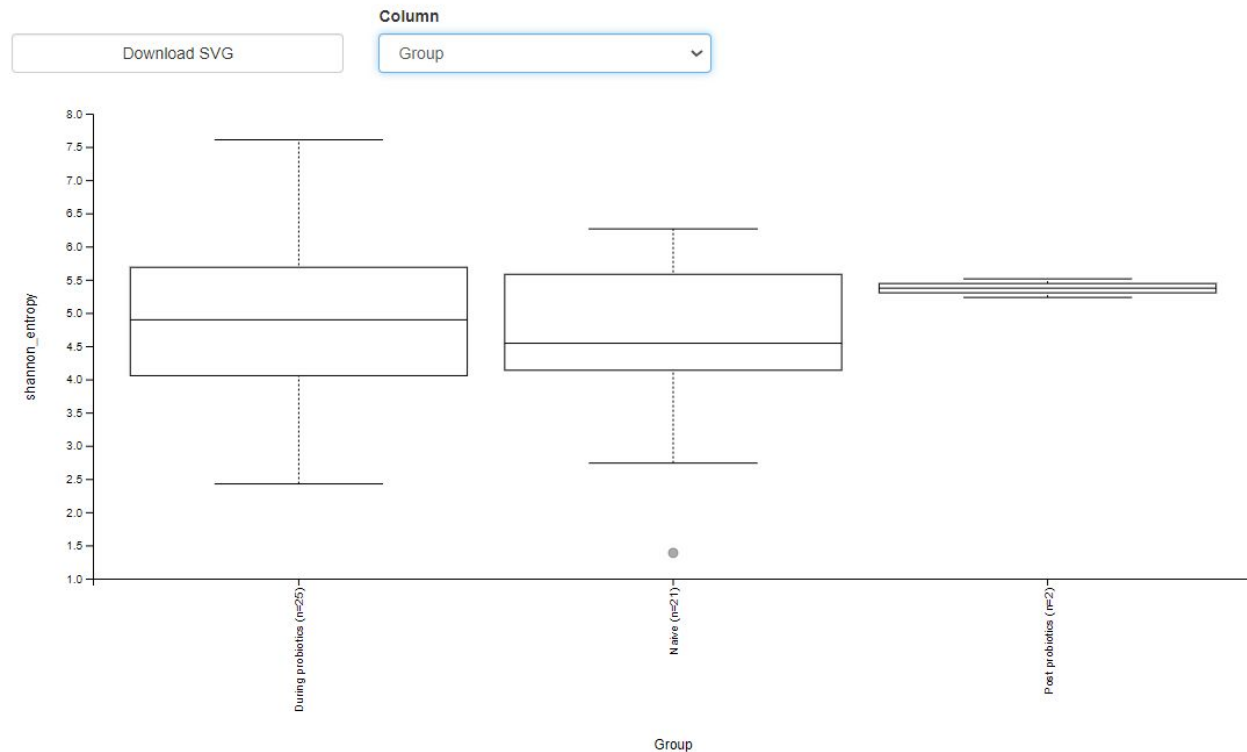 Column
Download SVG
Group
8.0
7.5
7.0
6.5
6.0
5.5
5.0
4.5
4.0
3.5
3.0
2.5
2.0
1.5
1.0
shannon_entropy
During probiotics (n=25)
Naive (n=21)
Post probiotics (n=2)
Group